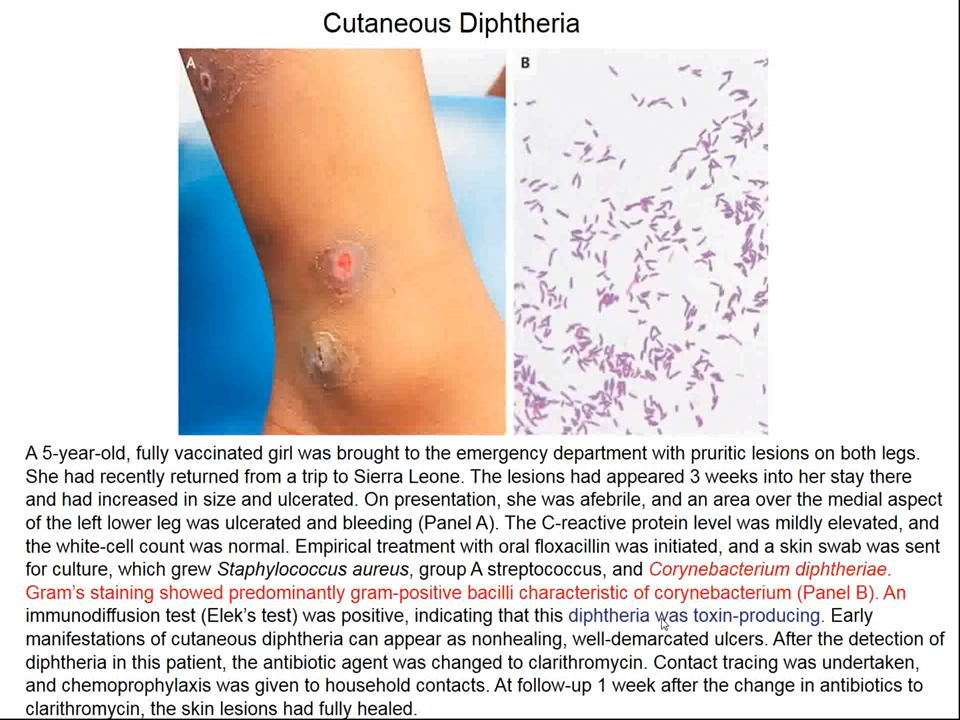 Cutaneous Diphtheria
A
B
A 5-year-old, fully vaccinated girl was brought to the emergency department with pruritic lesions on both legs.
She had recently returned from a trip to Sierra Leone. The lesions had appeared 3 weeks into her stay there
and had increased in size and ulcerated. On presentation, she was afebrile, and an area over the medial aspect
of the left lower leg was ulcerated and bleeding (Panel A). The C-reactive protein level was mildly elevated, and
the white-cell count was normal. Empirical treatment with oral floxacillin was initiated, and a skin swab was sent
for culture, which grew Staphylococcus aureus, group A streptococcus, and Corynebacterium diphtheriae.
Gram's staining showed predominantly gram-positive bacilli characteristic of corynebacterium (Panel B). An
immunodiffusion test (Elek's test) was positive, indicating that this diphtheria was toxin-producing. Early
manifestations of cutaneous diphtheria can appear as nonhealing, well-demarcated ulcers. After the detection of
diphtheria in this patient, the antibiotic agent was changed to clarithromycin. Contact tracing was undertaken,
and chemoprophylaxis was given to household contacts. At follow-up 1 week after the change in antibiotics to
clarithromycin, the skin lesions had fully healed.